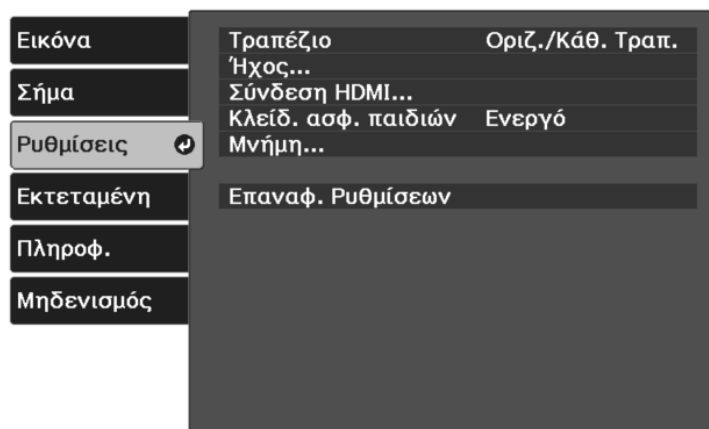 Εικόνα
Σήμα
Ρυθμίσεις
Εκτεταμένη
Πληροφ.
Μηδενισμός
Τραπέζιο Οριζ./Κάθ. Τραπ.
Ήχος...
Σύνδεση HDMI...
Κλείδ. ασφ. παιδιών Ενεργό
Μνήμη...
Επαναφ. Ρυθμίσεων